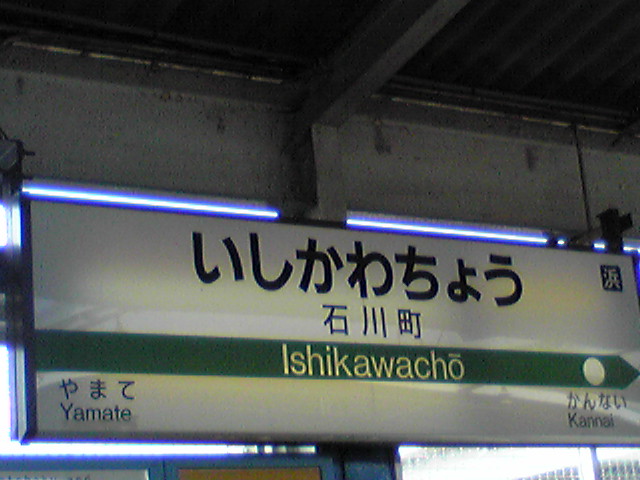 いしかわちょう
浜
石川町
Ishikawachō
やまて
Yamate
かんない
Kannai